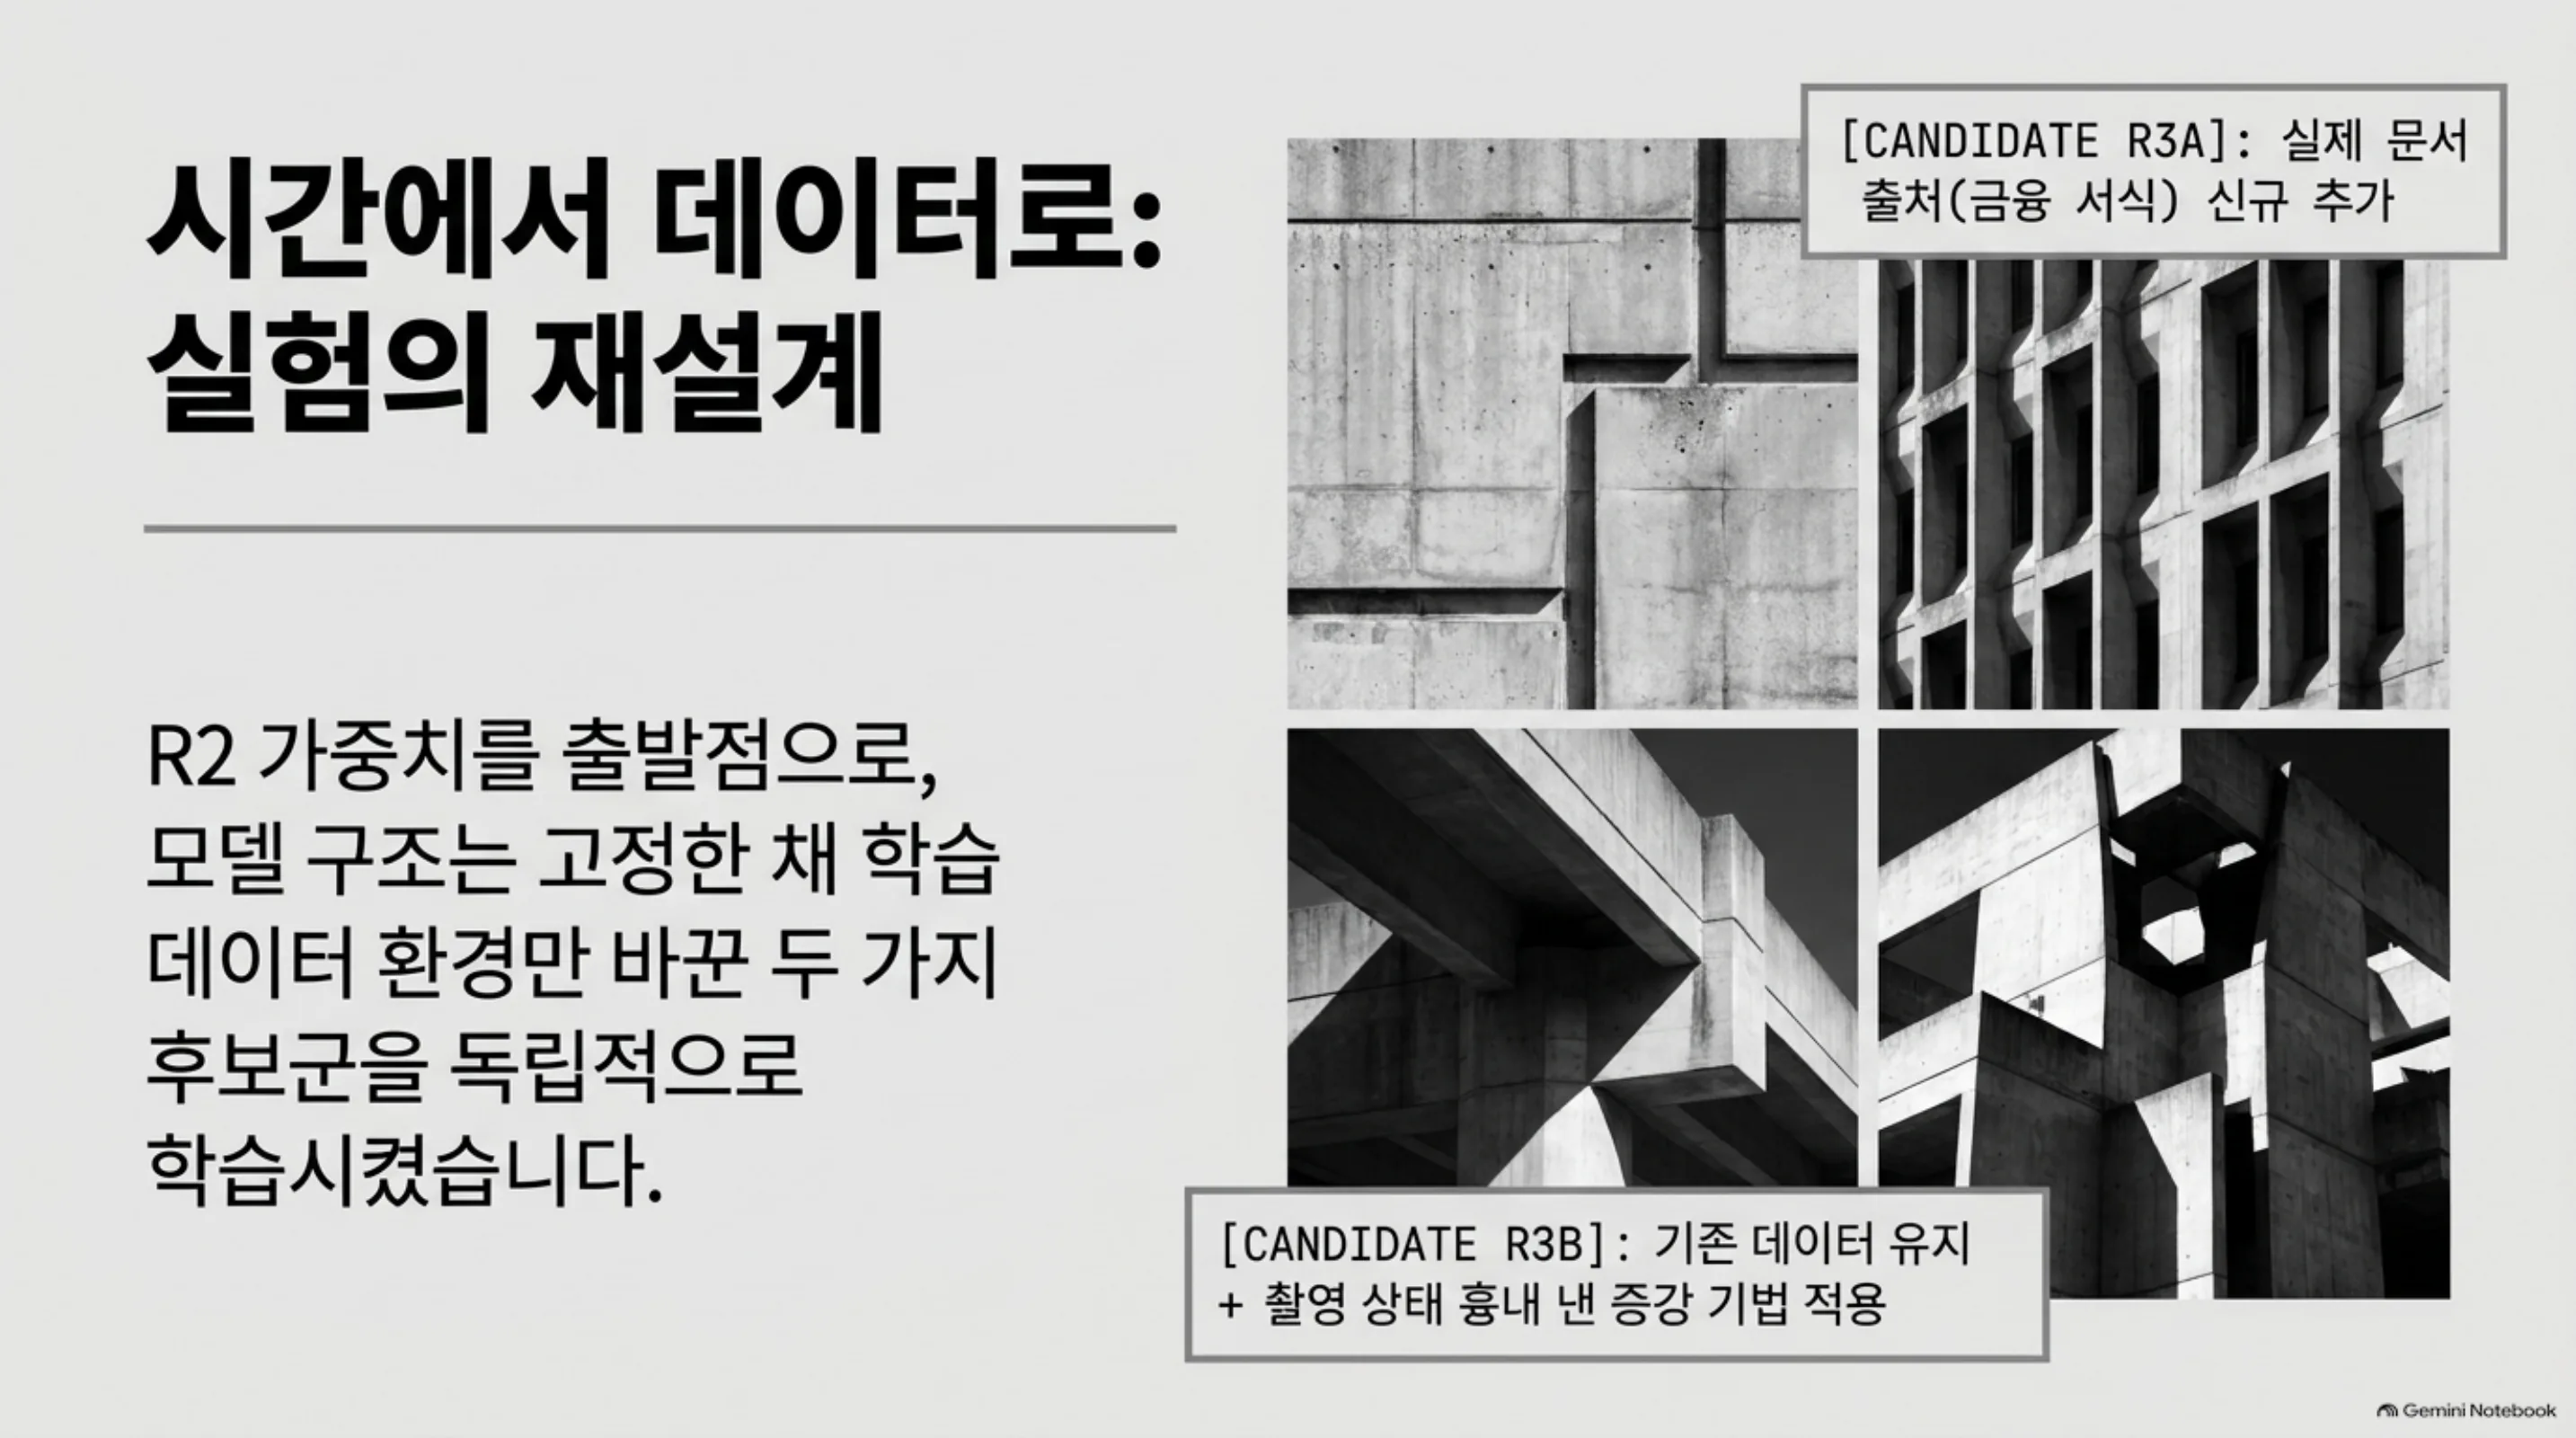 시간에서 데이터로:
실험의 재설계
R2 가중치를 출발점으로,
모델 구조는 고정한 채 학습
데이터 환경만 바꾼 두 가지
후보군을 독립적으로
학습시켰습니다.
[CANDIDATE R3A]: 실제 문서
출처(금융 서식) 신규 추가
[CANDIDATE R3B]: 기존 데이터 유지
+ 촬영 상태 흉내 낸 증강 기법 적용
Gemini Notebook